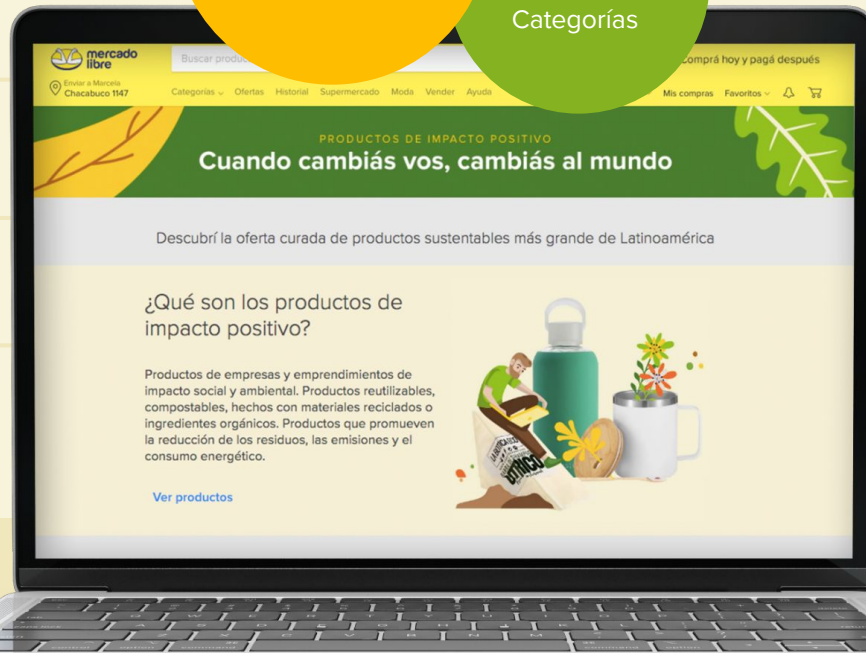 Categorías
mercado
libre
Buscar
Comprá hoy y pagá después
Enviar a Marcela
Chacabuco 1147
Categorías Ofertas Historial Supermercado Moda Vender Ayuda
Mis compras Favoritos
PRODUCTOS DE IMPACTO POSITIVO
Cuando cambiás vos, cambiás al mundo
Descubrí la oferta curada de productos sustentables más grande de Latinoamérica
¿Qué son los productos de
impacto positivo?
Productos de empresas y emprendimientos de
impacto social y ambiental. Productos reutilizables,
compostables, hechos con materiales reciclados o
ingredientes orgánicos. Productos que promueven
la reducción de los residuos, las emisiones y el
consumo energético.
Ver productos